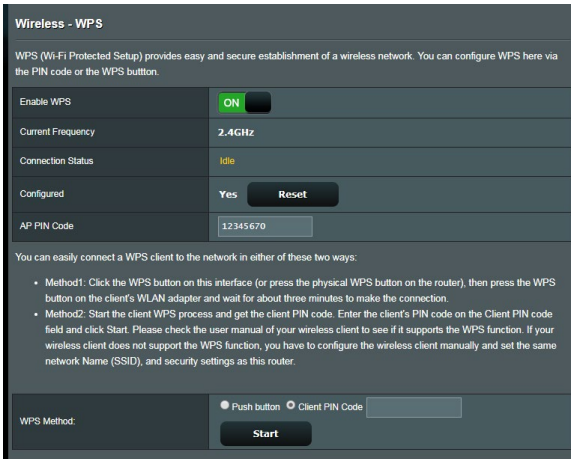 Wireless - WPS
WPS (Wi-Fi Protected Setup) provides easy and secure establishment of a wireless network. You can configure WPS here via
the PIN code or the WPS buttton.
Enable WPS
ON
Current Frequency
2.4GHz
Connection Status
Idle
Configured
Yes Reset
AP PIN Code
12345670
You can easily connect a WPS client to the network in either of these two ways:
• Method1: Click the WPS button on this interface (or press the physical WPS button on the router), then press the WPS
button on the client's WLAN adapter and wait for about three minutes to make the connection.
• Method2: Start the client WPS process and get the client PIN code. Enter the client's PIN code on the Client PIN code
field and click Start. Please check the user manual of your wireless client to see if it supports the WPS function. If your
wireless client does not support the WPS function, you have to configure the wireless client manually and set the same
network Name (SSID), and security settings as this router.
WPS Method:
Push button Client PIN Code
Start